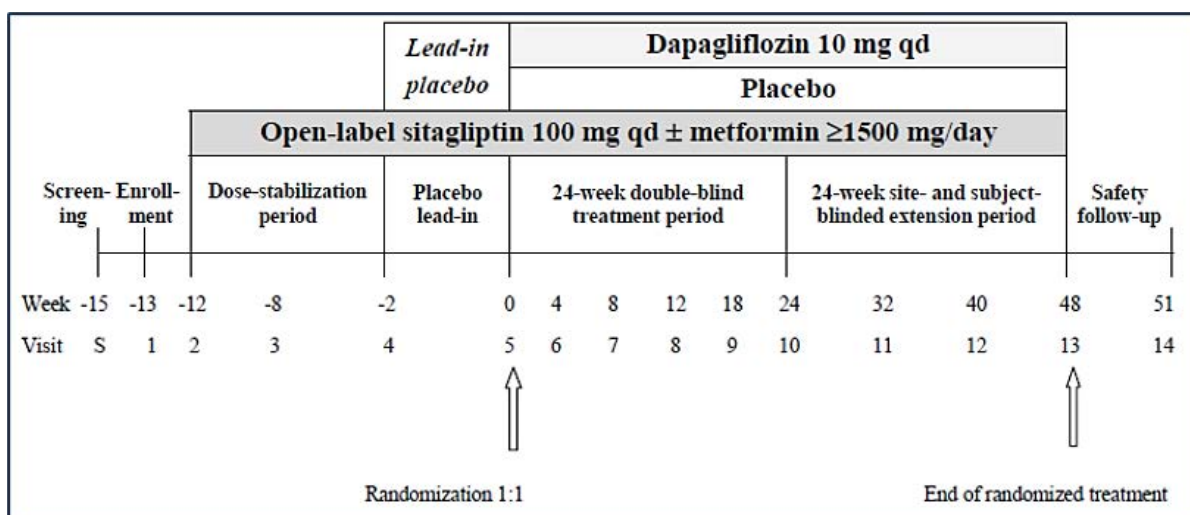 Lead-in
placebo
Dapagliflozin 10 mg qd
Placebo
Open-label sitagliptin 100 mg qd ± metformin ≥1500 mg/day
Screen-
ing
Enroll-
ment
Dose-stabilization
period
Placebo
lead-in
24-week double-blind
treatment period
24-week site- and subject-
blinded extension period
Safety
follow-up
Week -15 -13 -12 -8 -2 0 4 8 12 18 24 32 40 48 51
Visit S 1 2 3 4 5 6 7 8 9 10 11 12 13 14
Randomization 1:1
End of randomized treatment